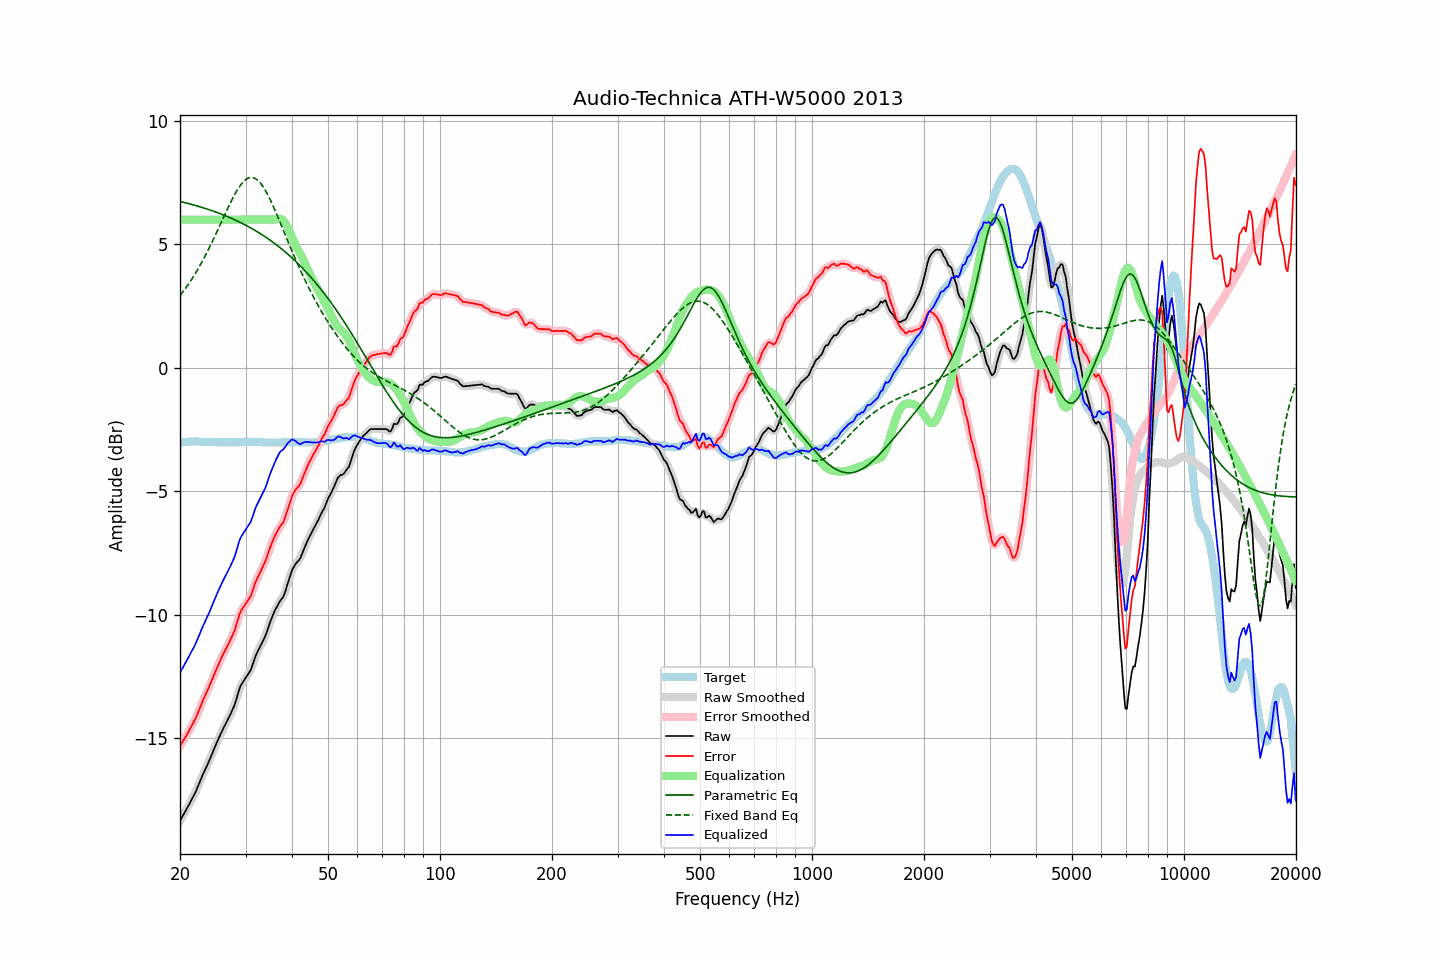 Audio-Technica ATH-W5000 2013
10
5
0
−5
−10
−15
Amplitude (dBr)
Target
Raw Smoothed
Error Smoothed
Raw
Error
Equalization
Parametric Eq
Fixed Band Eq
Equalized
20 50 100 200 500 1000 2000 5000 10000 20000
Frequency (Hz)